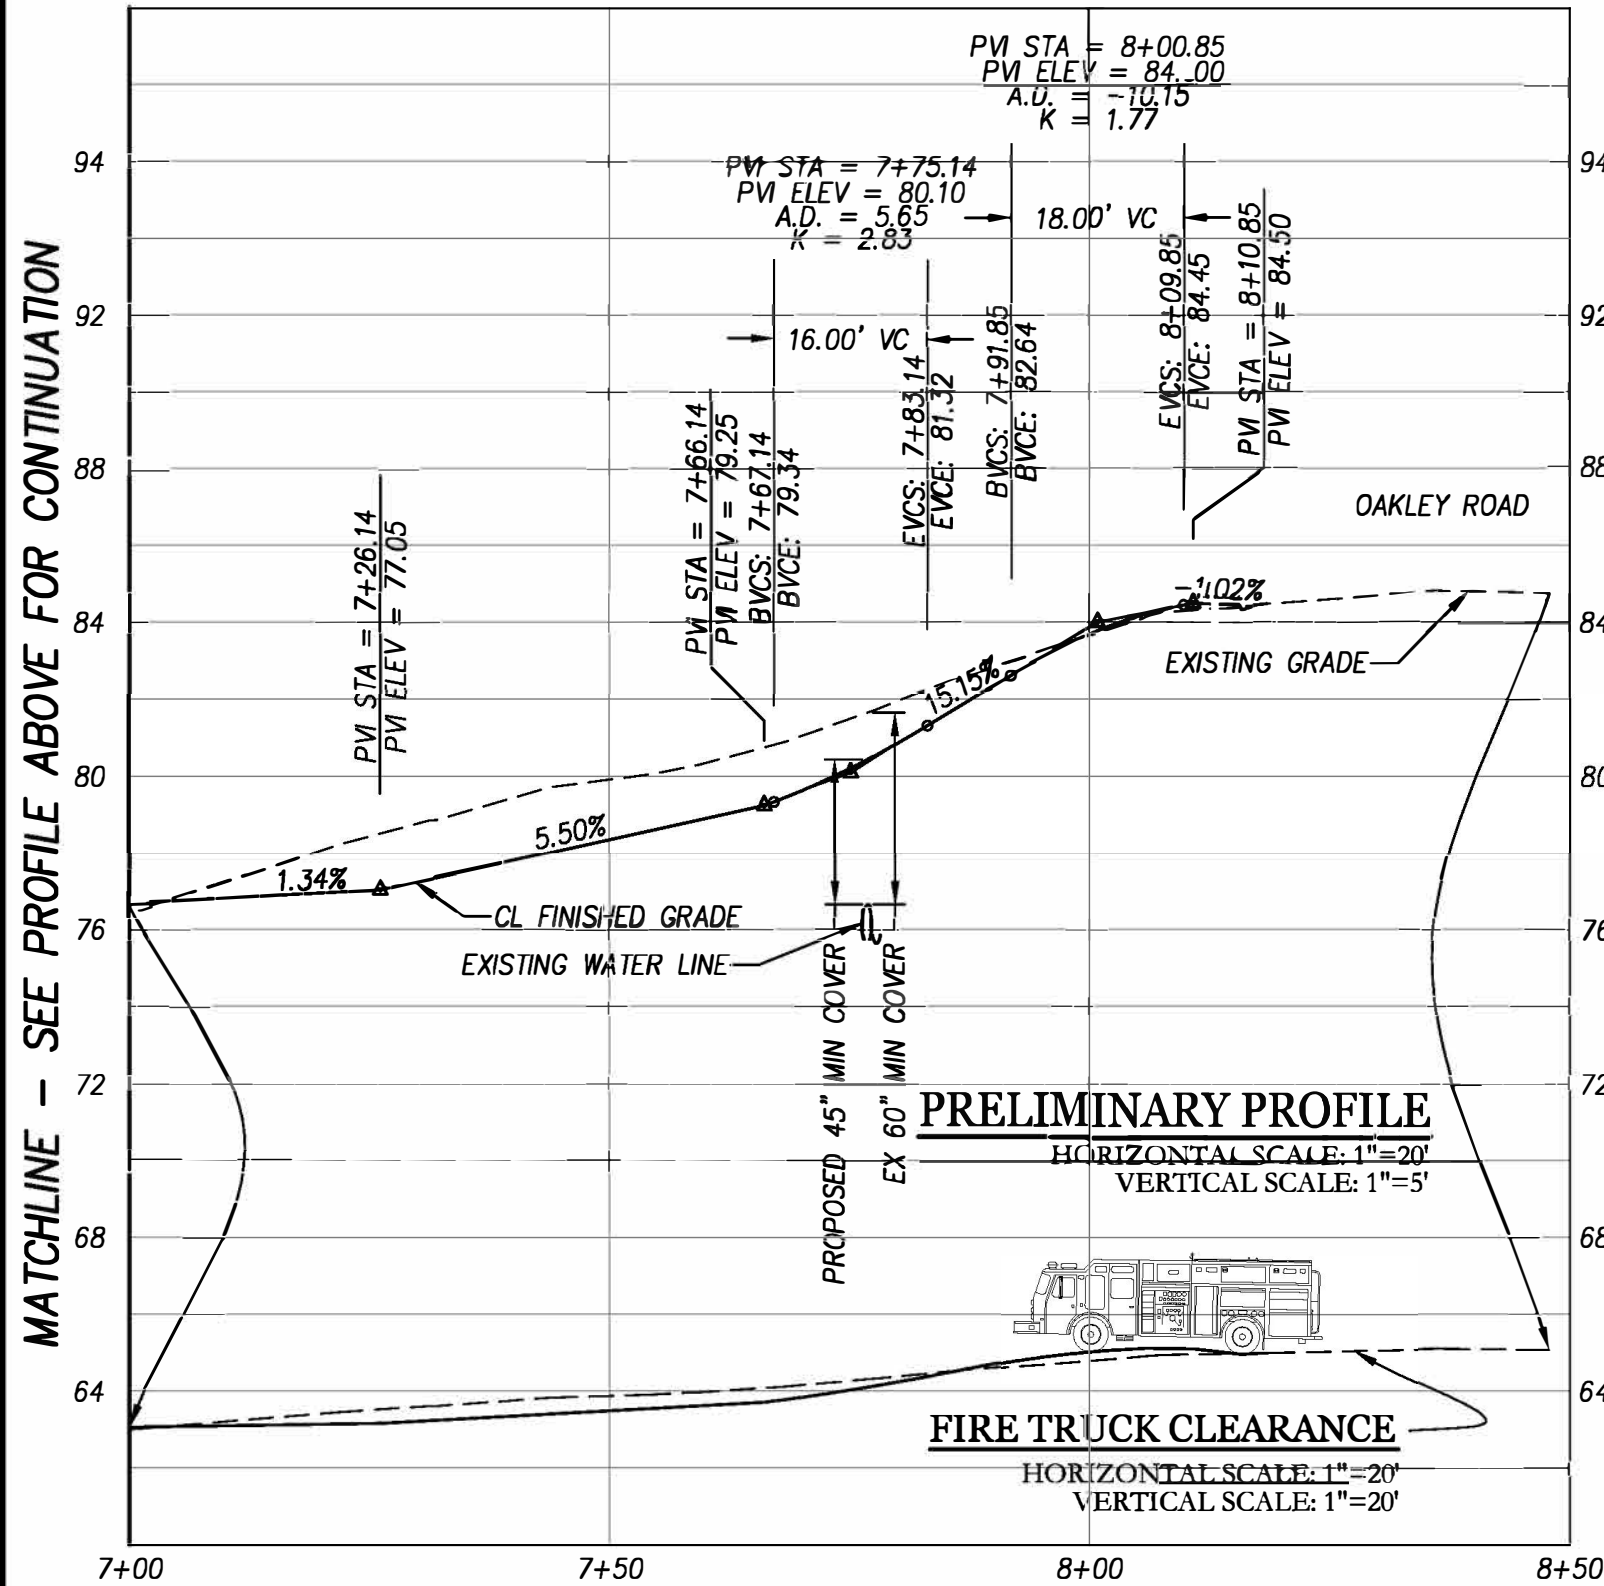 PVI STA = 8+00.85
PVI ELEV = 84.00
A.D. = -10.15
K = 1.77
94
94
PVI STA = 7+75.14
PVI ELEV = 80.10
A.D. = 5.65
K = 2.83
18.00' VC
EVCS: 8+09.85
EVCE: 84.45
PVI STA = 8+10.85
PVI ELEV = 84.50
92
92
16.00' VC
BVCS: 7+91.85
BVCE: 82.64
EVCS: 7+83.14
EVCE: 81.32
PVI STA = 7+66.14
PVI ELEV = 79.25
BVCS: 7+67.14
BVCE: 79.34
88
88
PVI STA = 7+26.14
PVI ELEV = 77.05
OAKLEY ROAD
-1.02%
84
84
EXISTING GRADE
15.15%
80
80
5.50%
1.34%
CL FINISHED GRADE
76
76
EXISTING WATER LINE
PROPOSED 45" MIN COVER
EX 60" MIN COVER
72
72
PRELIMINARY PROFILE
HORIZONTAL SCALE: 1"=20'
VERTICAL SCALE: 1"=5'
68
68
64
64
FIRE TRUCK CLEARANCE
HORIZONTAL SCALE: 1"=20'
VERTICAL SCALE: 1"=20'
7+00
7+50
8+00
8+50
MATCHLINE - SEE PROFILE ABOVE FOR CONTINUATION